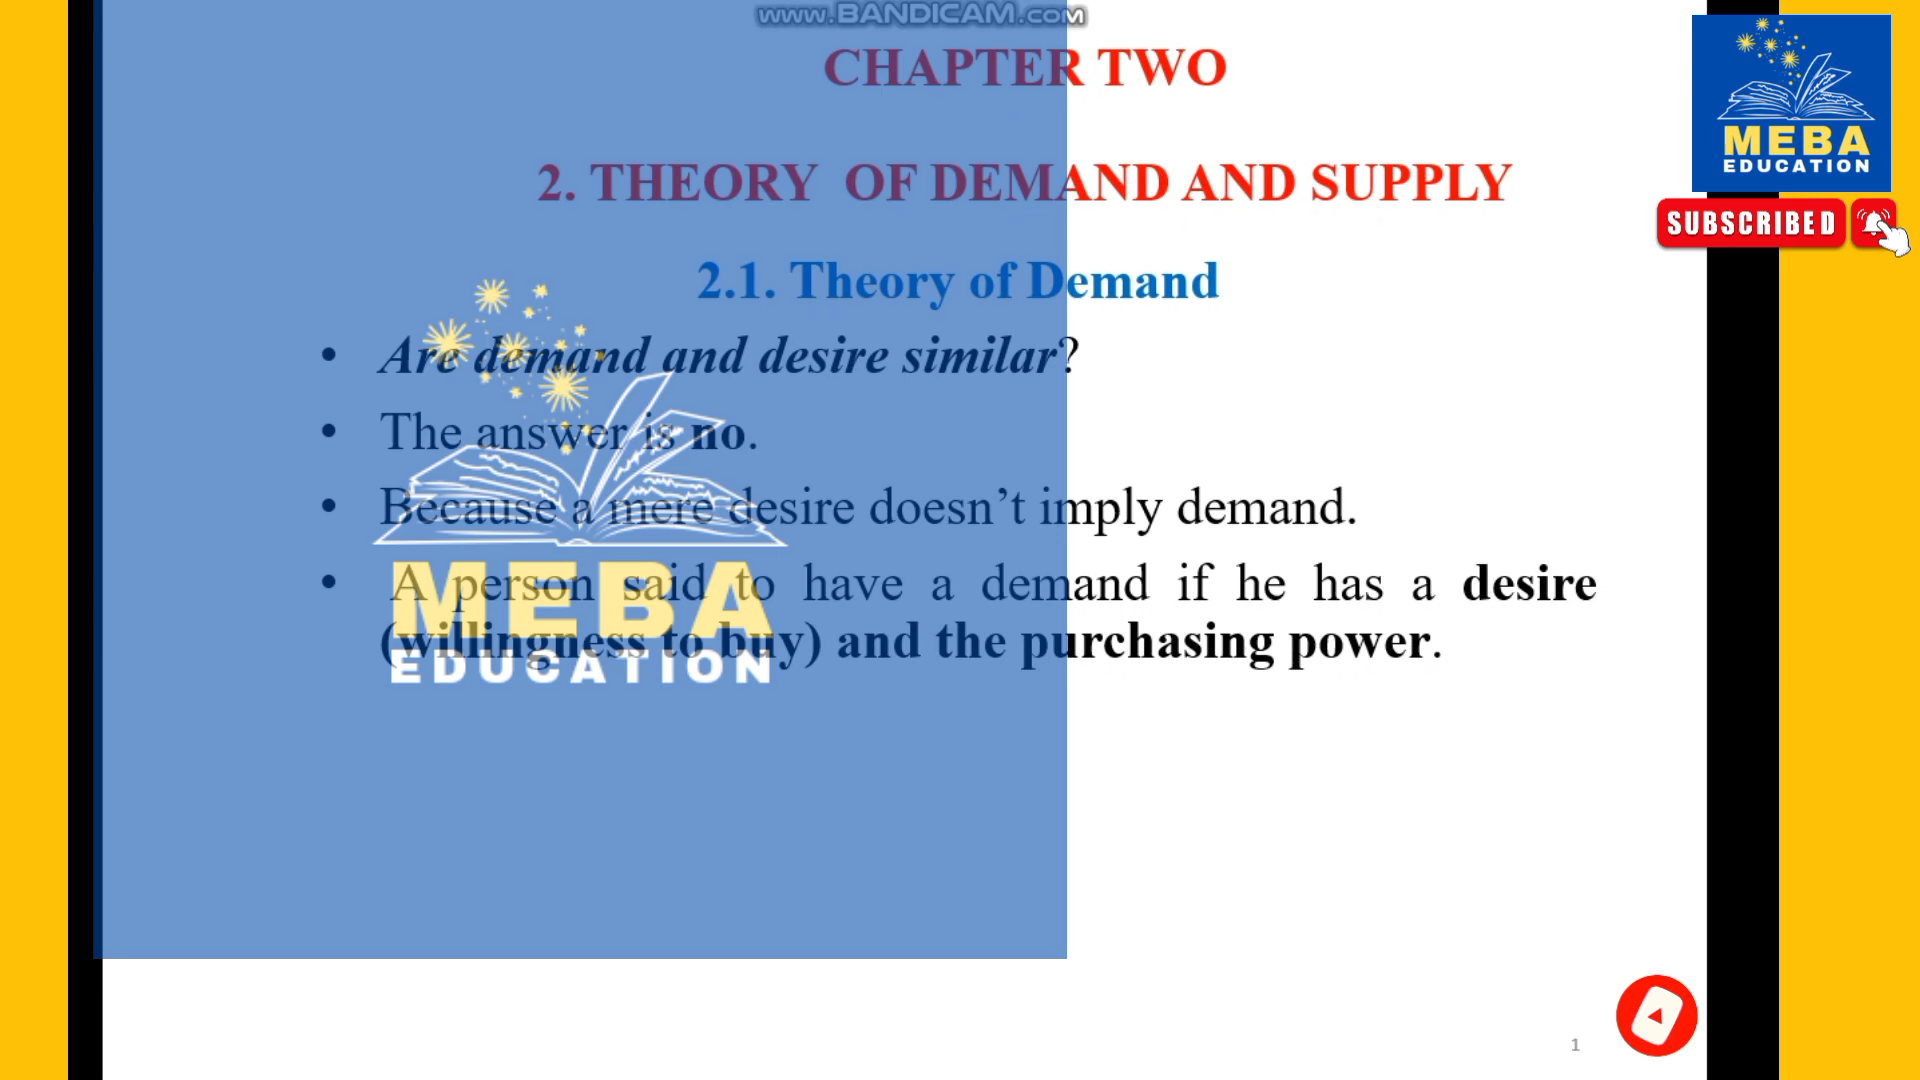 www.BANDICAM.com
CHAPTER TWO
2. THEORY OF DEMAND AND SUPPLY
2.1. Theory of Demand
• Are demand and desire similar?
• The answer is no.
• Because a mere desire doesn’t imply demand.
• A person said to have a demand if he has a desire
(willingness to buy) and the purchasing power.
MEBA
EDUCATION
MEBA
EDUCATION
SUBSCRIBED
1